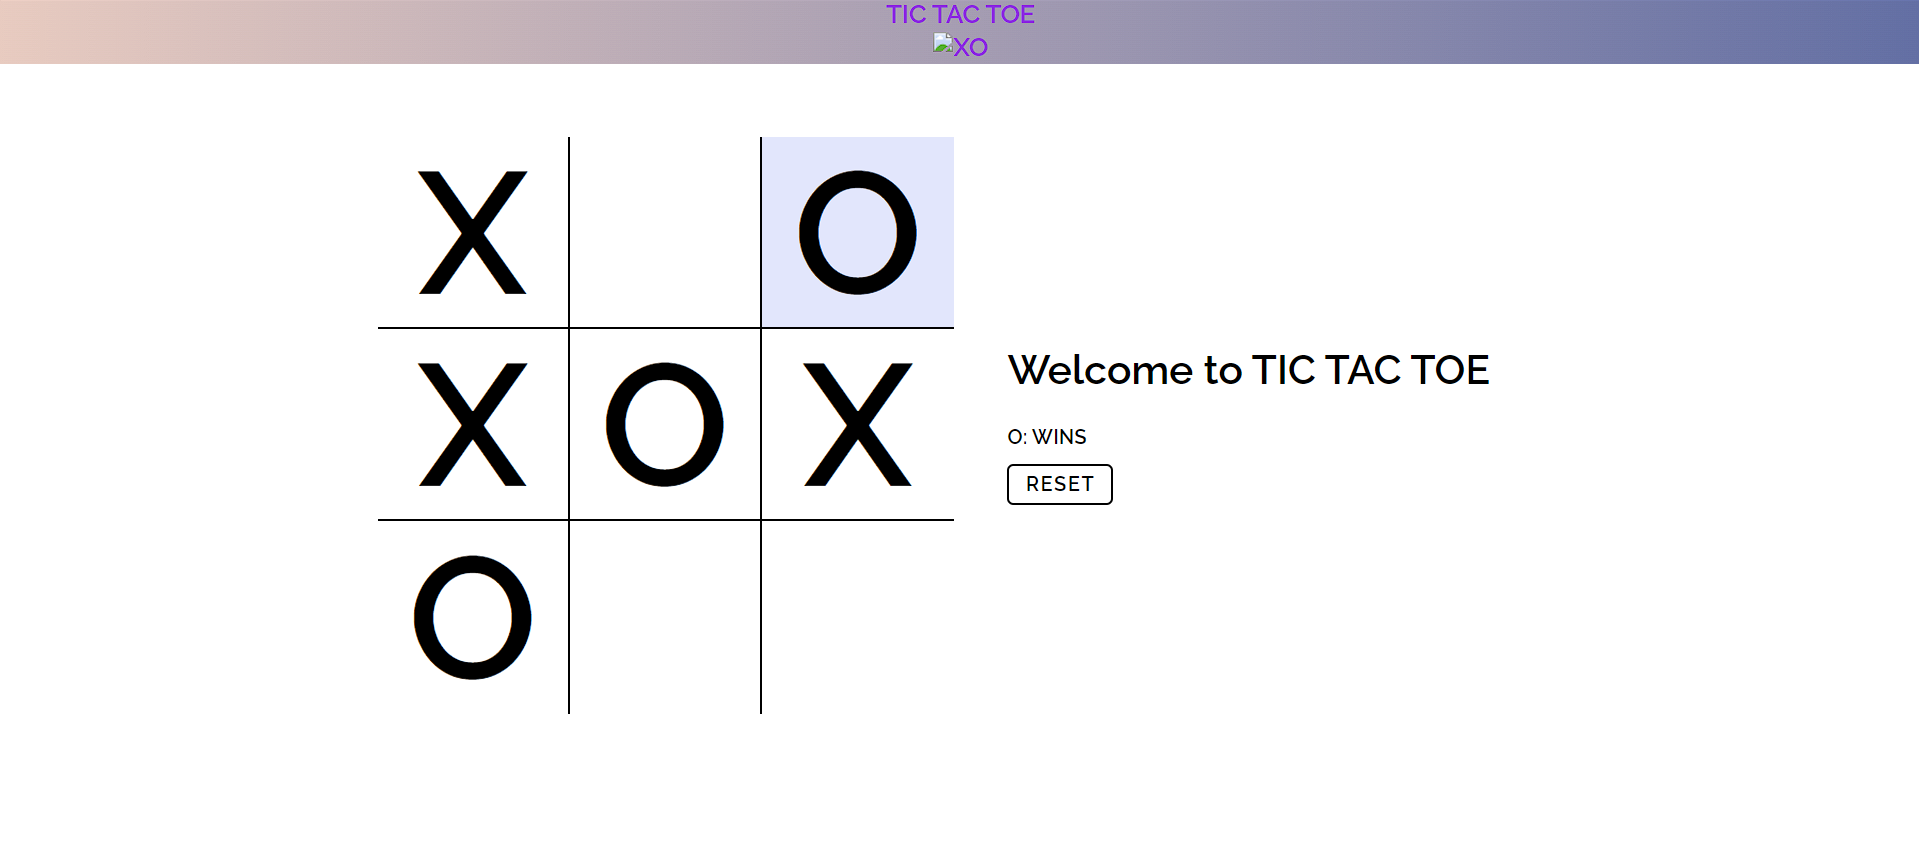 TIC TAC TOE
XO
X O
X O X
O
Welcome to TIC TAC TOE
O: WINS
RESET